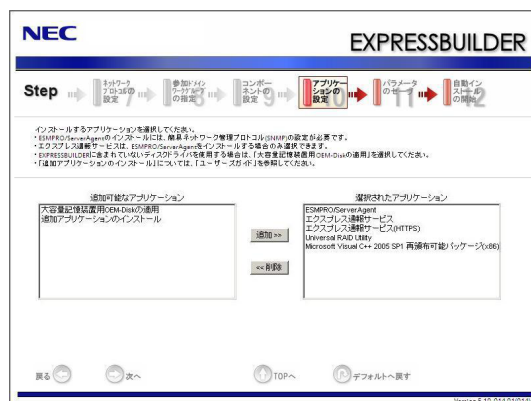 NEC
EXPRESSBUILDER
Step
ネットワークプロトコルの設定 7
参加ドメインワークグループの指定 8
コンポーネントの設定 9
アプリケーションの設定 10
パラメータのセーブ 11
自動インストールの開始 12
インストールするアプリケーションを選択してください。
・ESMPRO/ServerAgentのインストールには、簡易ネットワーク管理プロトコル(SNMP)の設定が必要です。
・エクスプレス通報サービスは、ESMPRO/ServerAgentをインストールする場合のみ選択できます。
・EXPRESSBUILDERに含まれていないディスクドライバを使用する場合は、「大容量記憶装置用OEM-Diskの適用」を選択してください。
・「追加アプリケーションのインストール」については、「ユーザーズガイド」を参照してください。
追加可能なアプリケーション
選択されたアプリケーション
大容量記憶装置用OEM-Diskの適用
追加アプリケーションのインストール
追加 >>
<< 削除
ESMPRO/ServerAgent
エクスプレス通報サービス
エクスプレス通報サービス(HTTPS)
Universal RAID Utility
Microsoft Visual C++ 2005 SP1 再頒布可能パッケージ(x86)
戻る
次へ
TOPへ
デフォルトへ戻す